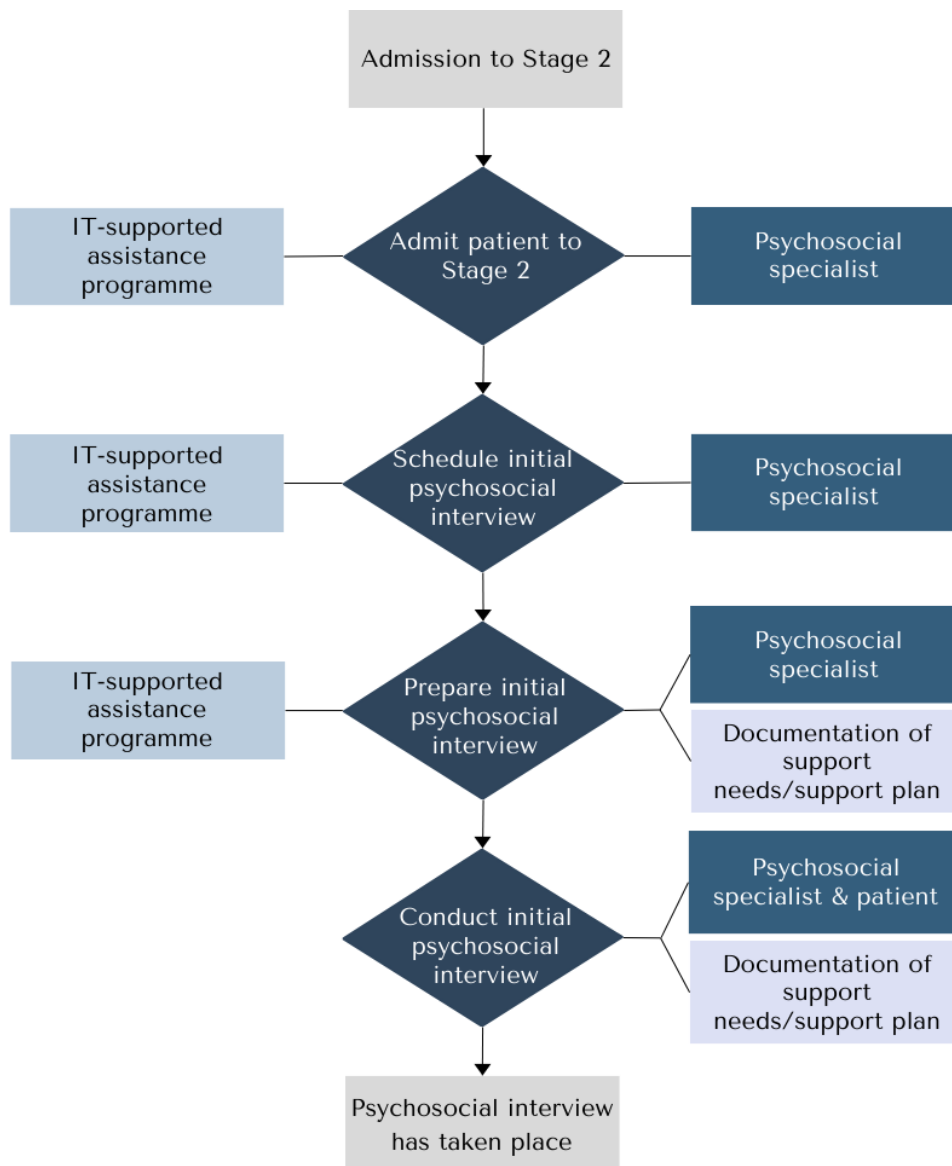 Admission to Stage 2
IT-supported
assistance
programme
Admit patient to
Stage 2
Psychosocial
specialist
IT-supported
assistance
programme
Schedule initial
psychosocial
interview
Psychosocial
specialist
IT-supported
assistance
programme
Prepare initial
psychosocial
interview
Psychosocial
specialist
Documentation of
support
needs/support plan
Conduct initial
psychosocial
interview
Psychosocial
specialist & patient
Documentation of
support
needs/support plan
Psychosocial interview
has taken place